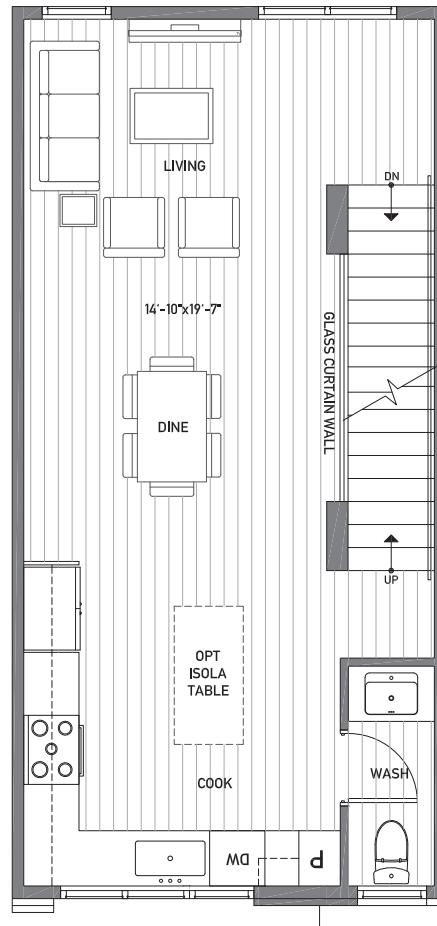 LIVING
DN
14'-10"x19'-7"
GLASS CURTAIN WALL
DINE
UP
OPT
ISOLA
TABLE
WASH
COOK
DW
P